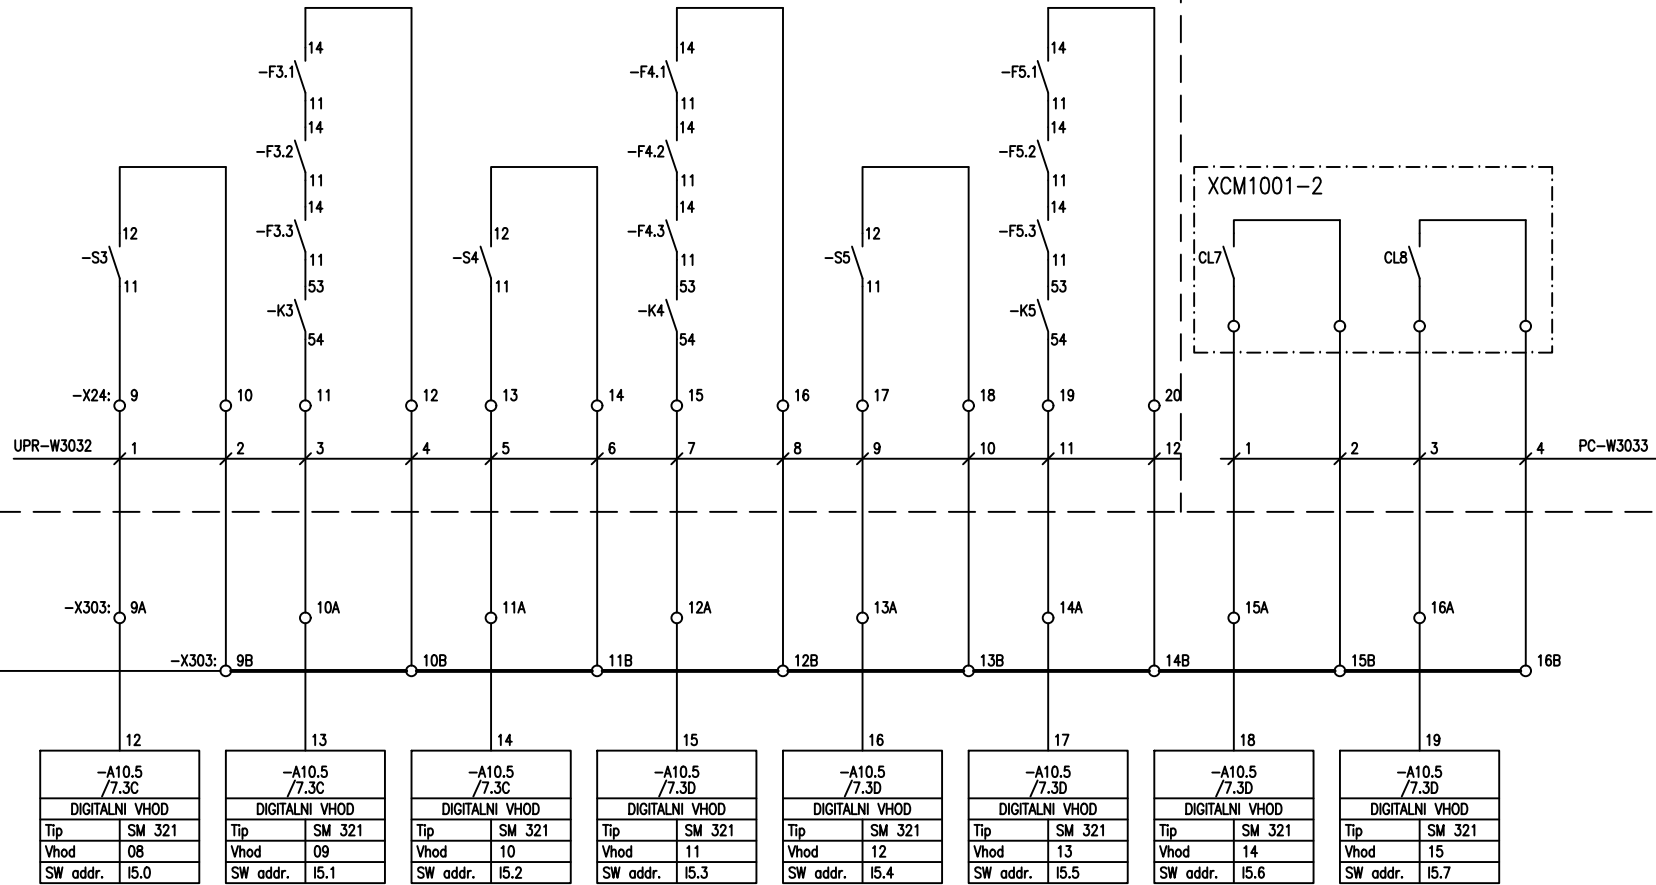 14 14 14
-F3.1 -F4.1 -F5.1
11 11 11
14 14 14
-F3.2 -F4.2 -F5.2
11 11 11
XCM1001-2
14 14 14
-F3.3 -F4.3 -F5.3
12 12 12
-S3 -S4 -S5 CL7 CL8
11 11 11
11 53 11 53 11 53
-K3 -K4 -K5
54 54 54
-X24: 9 10 11 12 13 14 15 16 17 18 19 20
UPR-W3032 1 2 3 4 5 6 7 8 9 10 11 12 1 2 3 4 PC-W3033
-X303: 9A 10A 11A 12A 13A 14A 15A 16A
-X303: 9B 10B 11B 12B 13B 14B 15B 16B
12 13 14 15 16 17 18 19
-A10.5 -A10.5 -A10.5 -A10.5 -A10.5 -A10.5 -A10.5 -A10.5
/7.3C /7.3C /7.3C /7.3D /7.3D /7.3D /7.3D /7.3D
DIGITALNI VHOD DIGITALNI VHOD DIGITALNI VHOD DIGITALNI VHOD DIGITALNI VHOD DIGITALNI VHOD DIGITALNI VHOD DIGITALNI VHOD
Tip SM 321 Tip SM 321 Tip SM 321 Tip SM 321 Tip SM 321 Tip SM 321 Tip SM 321 Tip SM 321
Vhod 08 Vhod 09 Vhod 10 Vhod 11 Vhod 12 Vhod 13 Vhod 14 Vhod 15
SW addr. I5.0 SW addr. I5.1 SW addr. I5.2 SW addr. I5.3 SW addr. I5.4 SW addr. I5.5 SW addr. I5.6 SW addr. I5.7